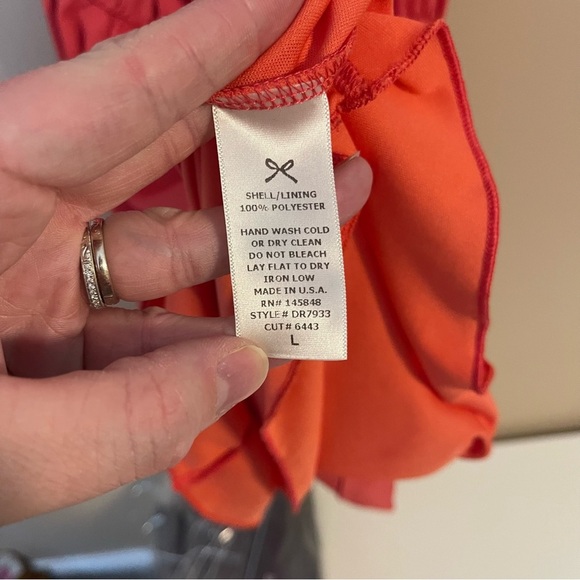 SHELL/LINING
100% POLYESTER
HAND WASH COLD
OR DRY CLEAN
DO NOT BLEACH
LAY FLAT TO DRY
IRON LOW
MADE IN U.S.A.
RN# 145848
STYLE# DR7933
CUT# 6443
L